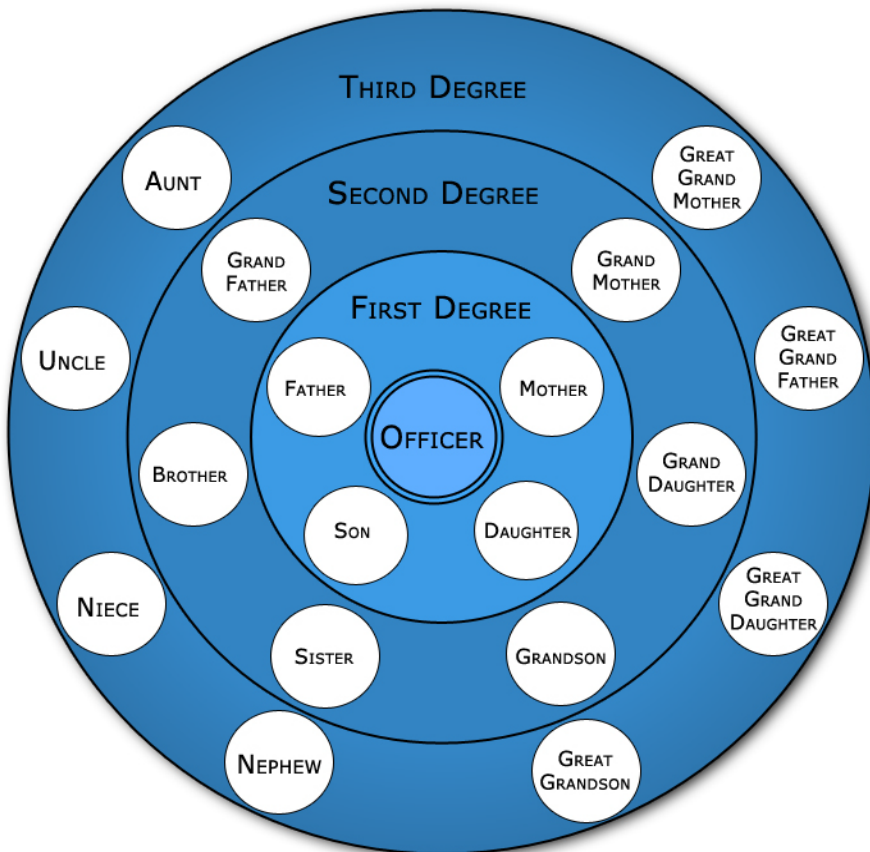 Third Degree
Aunt
Great
Grand
Mother
Second Degree
Grand
Father
Grand
Mother
First Degree
Uncle
Great
Grand
Father
Father
Mother
Officer
Brother
Grand
Daughter
Son
Daughter
Niece
Great
Grand
Daughter
Sister
Grandson
Nephew
Great
Grandson